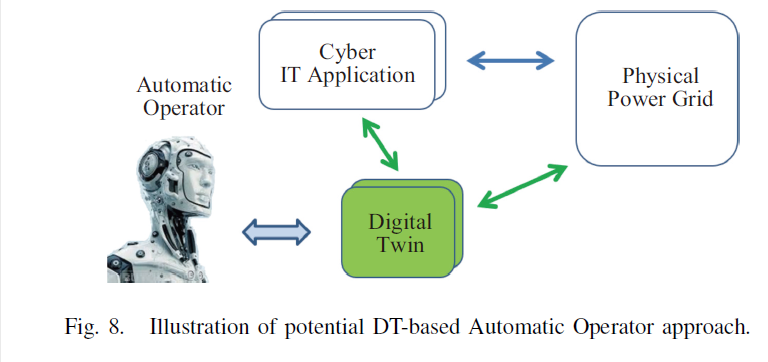 Cyber
IT Application
Physical
Power Grid
Automatic
Operator
Digital
Twin
Fig. 8. Illustration of potential DT-based Automatic Operator approach.